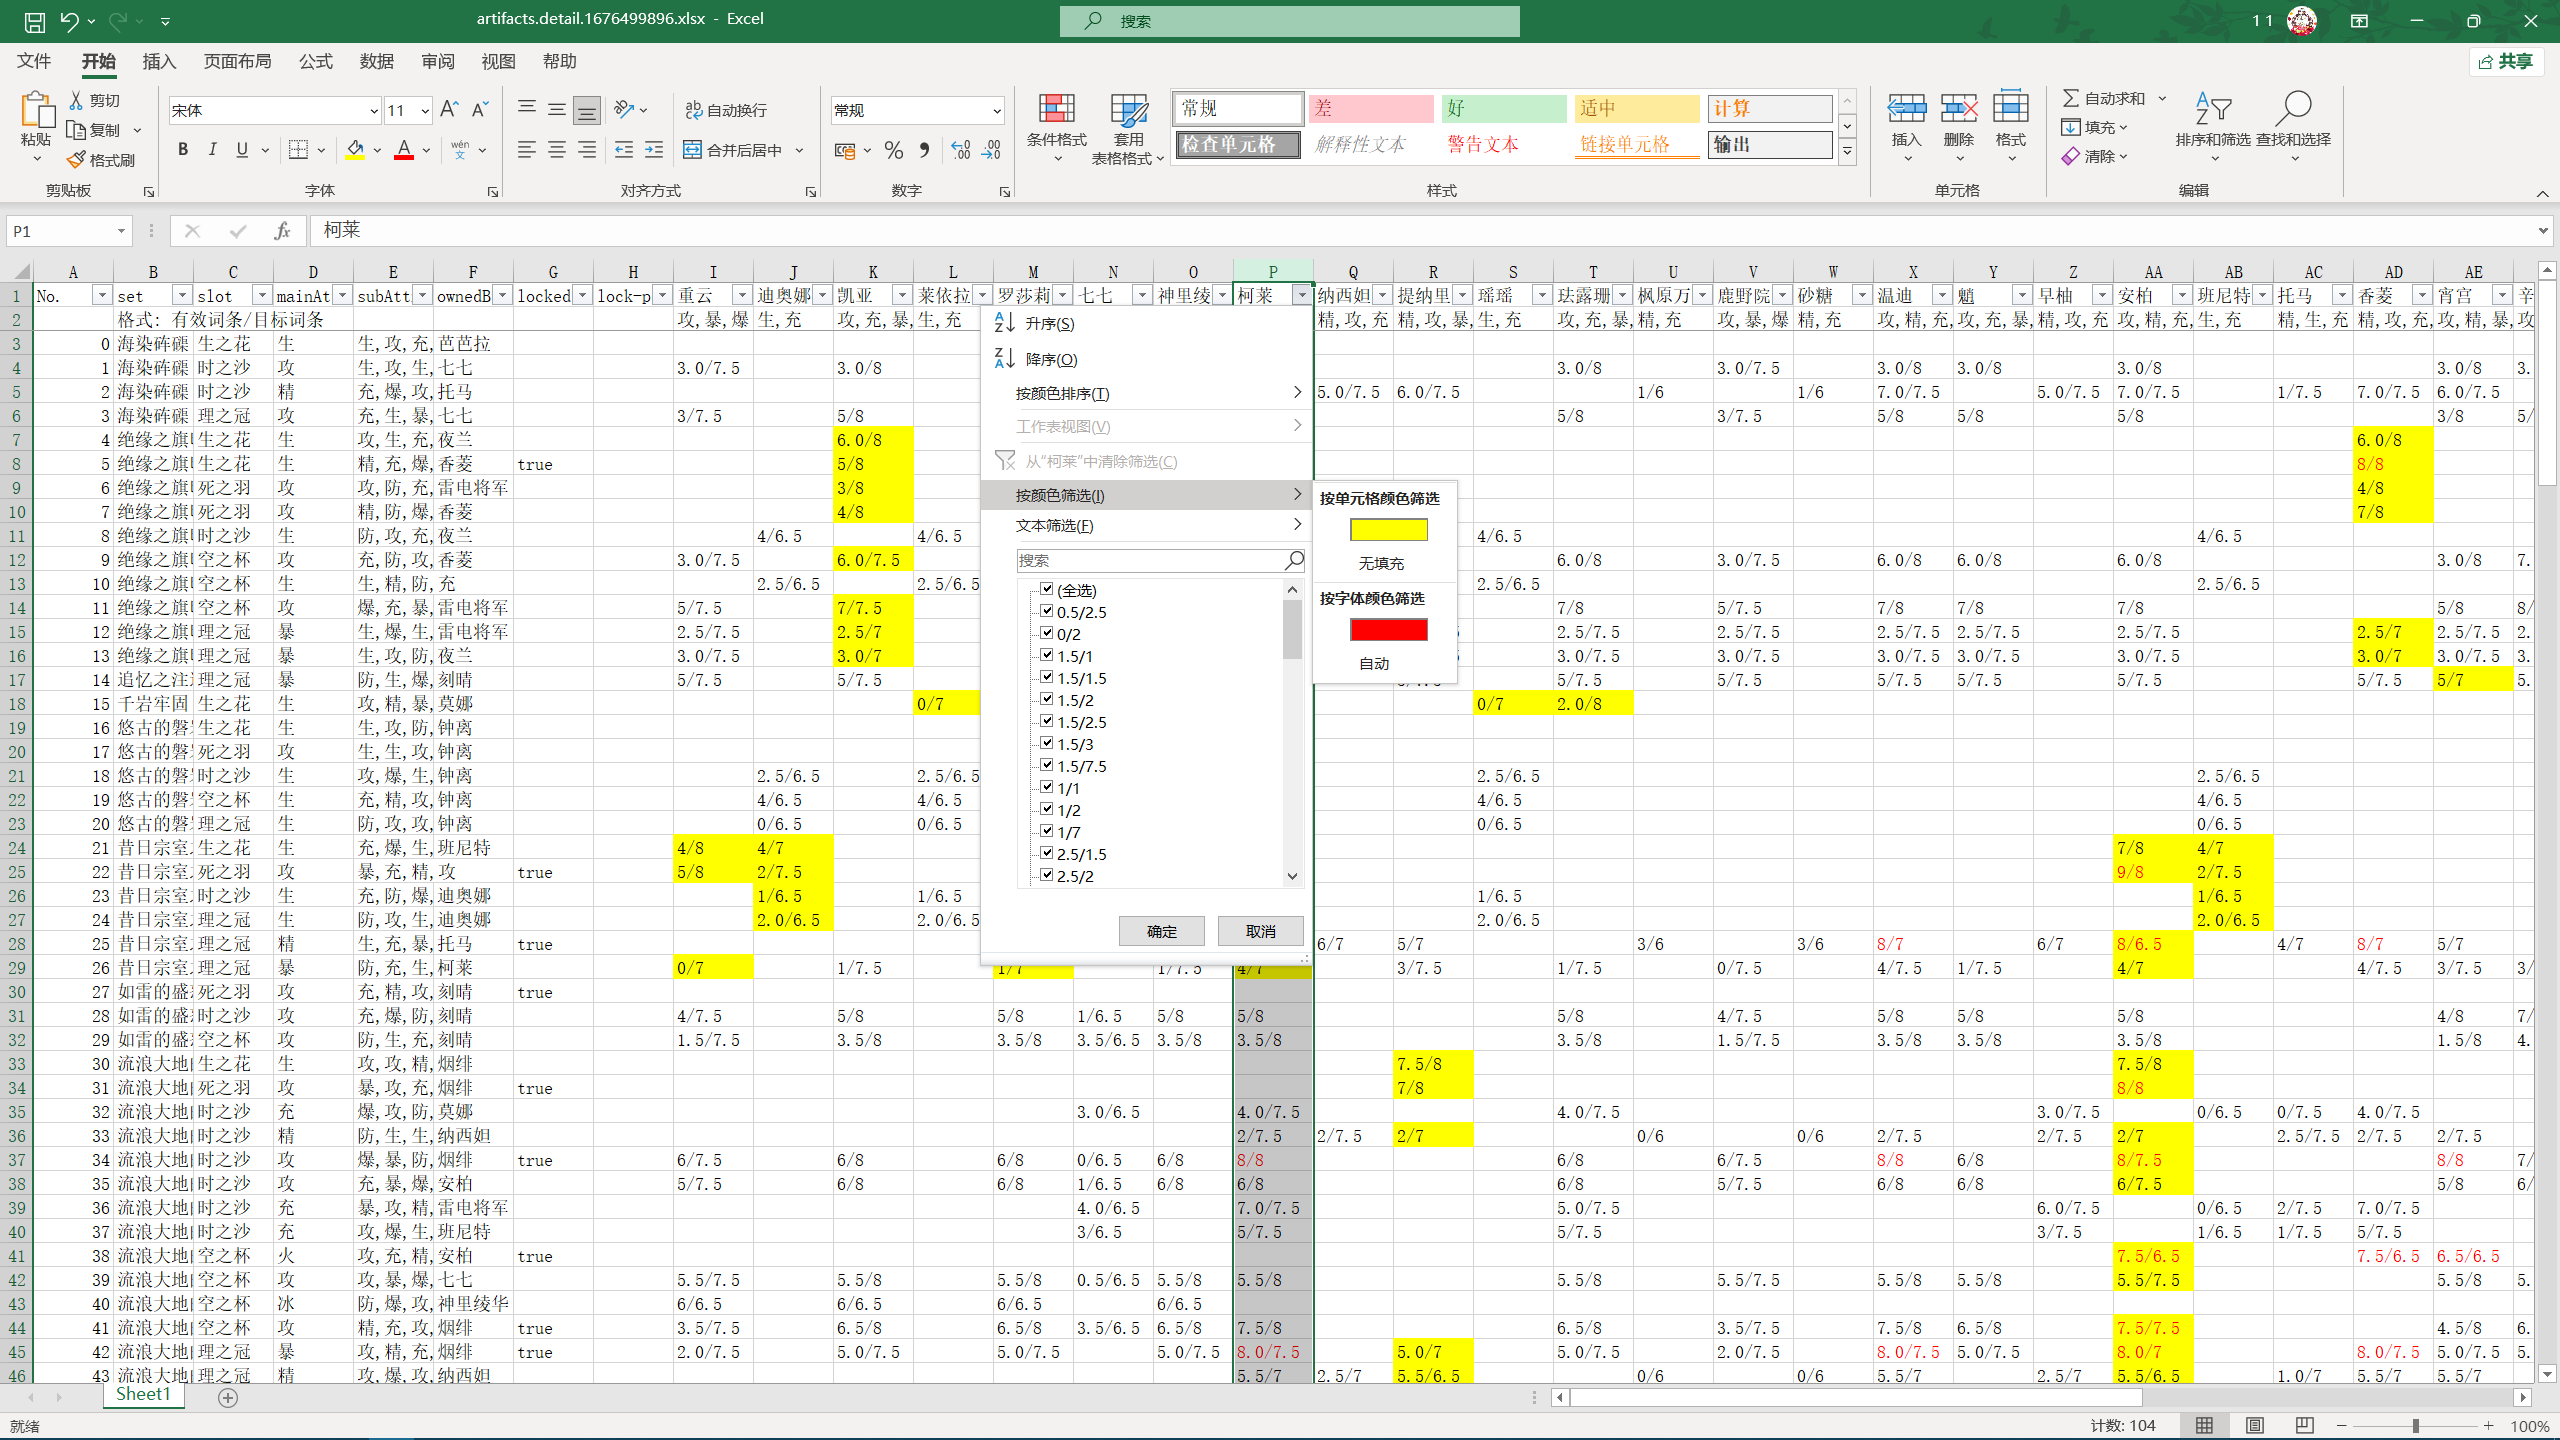 artifacts.detail.1676499896.xlsx - Excel
搜索
1 1
文件 开始 插入 页面布局 公式 数据 审阅 视图 帮助
共享
粘贴 剪切 复制 格式刷
宋体 11
自动换行 合并后居中
常规
条件格式 套用表格格式
常规 差 好 适中 计算
检查单元格 解释性文本 警告文本 链接单元格 输出
插入 删除 格式
自动求和 填充 清除
排序和筛选 查找和选择
剪贴板 字体 对齐方式 数字 样式 单元格 编辑
P1 柯莱
A B C D E F G H I J K L M N O P Q R S T U V W X Y Z AA AB AC AD AE
1 No. set slot mainAt subAtt ownedB locked lock-p 重云 迪奥娜 凯亚 莱依拉 罗莎莉 七七 神里绫 柯莱 纳西妲 提纳里 瑶瑶 珐露珊 枫原万 鹿野院 砂糖 温迪 魈 早柚 安柏 班尼特 托马 香菱 宵宫 辛
2 格式: 有效词条/目标词条 攻,暴,爆 生,充 攻,充,暴, 生,充 精,攻,充 精,攻,暴, 生,充 攻,充,暴, 精,充 攻,暴,爆 精,充 攻,精,充, 攻,充,暴, 精,攻,充 攻,精,充, 生,充 精,生,充 精,攻,充, 攻,精,暴, 攻
3 0 海染砗磲 生之花 生 生,攻,充, 芭芭拉
4 1 海染砗磲 时之沙 攻 生,攻,生, 七七 3.0/7.5 3.0/8 3.0/8 3.0/7.5 3.0/8 3.0/8 3.0/8 3.0/8 3.
5 2 海染砗磲 时之沙 精 充,爆,攻, 托马 5.0/7.5 6.0/7.5 1/6 1/6 7.0/7.5 5.0/7.5 7.0/7.5 1/7.5 7.0/7.5 6.0/7.5
6 3 海染砗磲 理之冠 攻 充,生,暴, 七七 3/7.5 5/8 5/8 3/7.5 5/8 5/8 5/8 3/8 5/
7 4 绝缘之旗 生之花 生 攻,生,充, 夜兰 6.0/8 6.0/8
8 5 绝缘之旗 生之花 生 精,充,爆, 香菱 true 5/8 8/8
9 6 绝缘之旗 死之羽 攻 攻,防,充, 雷电将军 3/8 4/8
10 7 绝缘之旗 死之羽 攻 精,防,爆, 香菱 4/8 7/8
11 8 绝缘之旗 时之沙 生 防,攻,充, 夜兰 4/6.5 4/6.5 4/6.5 4/6.5
12 9 绝缘之旗 空之杯 攻 充,防,攻, 香菱 3.0/7.5 6.0/7.5 6.0/8 3.0/7.5 6.0/8 6.0/8 6.0/8 3.0/8 7.
13 10 绝缘之旗 空之杯 生 生,精,防,充 2.5/6.5 2.5/6.5 2.5/6.5 2.5/6.5
14 11 绝缘之旗 空之杯 攻 爆,充,暴, 雷电将军 5/7.5 7/7.5 7/8 5/7.5 7/8 7/8 7/8 5/8 8/
15 12 绝缘之旗 理之冠 暴 生,爆,生, 雷电将军 2.5/7.5 2.5/7 2.5/7.5 2.5/7.5 2.5/7.5 2.5/7.5 2.5/7.5 2.5/7 2.5/7.5 2.
16 13 绝缘之旗 理之冠 暴 生,攻,防, 夜兰 3.0/7.5 3.0/7 3.0/7.5 3.0/7.5 3.0/7.5 3.0/7.5 3.0/7.5 3.0/7 3.0/7.5 3.
17 14 追忆之注 理之冠 暴 防,生,爆, 刻晴 5/7.5 5/7.5 5/7.5 5/7.5 5/7.5 5/7.5 5/7.5 5/7.5 5/7 5.
18 15 千岩牢固 生之花 生 攻,精,暴, 莫娜 0/7 0/7 2.0/8
19 16 悠古的磐 生之花 生 生,攻,防, 钟离
20 17 悠古的磐 死之羽 攻 生,生,攻, 钟离
21 18 悠古的磐 时之沙 生 攻,爆,生, 钟离 2.5/6.5 2.5/6.5 2.5/6.5 2.5/6.5
22 19 悠古的磐 空之杯 生 充,精,攻, 钟离 4/6.5 4/6.5 4/6.5 4/6.5
23 20 悠古的磐 理之冠 生 防,攻,攻, 钟离 0/6.5 0/6.5 0/6.5 0/6.5
24 21 昔日宗室 生之花 生 充,爆,生, 班尼特 4/8 4/7 7/8 4/7
25 22 昔日宗室 死之羽 攻 暴,充,精,攻 true 5/8 2/7.5 9/8 2/7.5
26 23 昔日宗室 时之沙 生 充,防,爆, 迪奥娜 1/6.5 1/6.5 1/6.5 1/6.5
27 24 昔日宗室 理之冠 生 防,攻,生, 迪奥娜 2.0/6.5 2.0/6.5 2.0/6.5 2.0/6.5
28 25 昔日宗室 理之冠 精 生,充,暴, 托马 true 6/7 5/7 3/6 3/6 8/7 6/7 8/6.5 4/7 8/7 5/7
29 26 昔日宗室 理之冠 暴 防,充,生, 柯莱 0/7 1/7.5 1/7 1/7.5 4/7 3/7.5 1/7.5 0/7.5 4/7.5 1/7.5 4/7 4/7.5 3/7.5 3/
30 27 如雷的盛 死之羽 攻 充,精,攻, 刻晴 true
31 28 如雷的盛 时之沙 攻 充,爆,防, 刻晴 4/7.5 5/8 5/8 1/6.5 5/8 5/8 5/8 4/7.5 5/8 5/8 5/8 4/8 7/
32 29 如雷的盛 空之杯 攻 防,生,充, 刻晴 1.5/7.5 3.5/8 3.5/8 3.5/6.5 3.5/8 3.5/8 3.5/8 1.5/7.5 3.5/8 3.5/8 3.5/8 1.5/8 4.
33 30 流浪大地 生之花 生 攻,攻,精, 烟绯 7.5/8 7.5/8
34 31 流浪大地 死之羽 攻 暴,攻,充, 烟绯 true 7/8 8/8
35 32 流浪大地 时之沙 充 爆,攻,防, 莫娜 3.0/6.5 4.0/7.5 4.0/7.5 3.0/7.5 0/6.5 0/7.5 4.0/7.5
36 33 流浪大地 时之沙 精 防,生,生, 纳西妲 2/7.5 2/7.5 2/7 0/6 0/6 2/7.5 2/7.5 2/7 2.5/7.5 2/7.5 2/7.5
37 34 流浪大地 时之沙 攻 爆,暴,防, 烟绯 true 6/7.5 6/8 6/8 0/6.5 6/8 8/8 6/8 6/7.5 8/8 6/8 8/7.5 8/8 7/
38 35 流浪大地 时之沙 攻 充,暴,爆, 安柏 5/7.5 6/8 6/8 1/6.5 6/8 6/8 6/8 5/7.5 6/8 6/8 6/7.5 5/8 6/
39 36 流浪大地 时之沙 充 暴,攻,精, 雷电将军 4.0/6.5 7.0/7.5 5.0/7.5 6.0/7.5 0/6.5 2/7.5 7.0/7.5
40 37 流浪大地 时之沙 充 攻,爆,生, 班尼特 3/6.5 5/7.5 5/7.5 3/7.5 1/6.5 1/7.5 5/7.5
41 38 流浪大地 空之杯 火 攻,充,精, 安柏 true 7.5/6.5 7.5/6.5 6.5/6.5
42 39 流浪大地 空之杯 攻 攻,暴,爆, 七七 5.5/7.5 5.5/8 5.5/8 0.5/6.5 5.5/8 5.5/8 5.5/8 5.5/7.5 5.5/8 5.5/8 5.5/7.5 5.5/8 5.
43 40 流浪大地 空之杯 冰 防,爆,攻, 神里绫华 6/6.5 6/6.5 6/6.5 6/6.5
44 41 流浪大地 空之杯 攻 精,充,攻, 烟绯 true 3.5/7.5 6.5/8 6.5/8 3.5/6.5 6.5/8 7.5/8 6.5/8 3.5/7.5 7.5/8 6.5/8 7.5/7.5 4.5/8 6.
45 42 流浪大地 理之冠 暴 攻,精,充, 烟绯 true 2.0/7.5 5.0/7.5 5.0/7.5 5.0/7.5 8.0/7.5 5.0/7 5.0/7.5 2.0/7.5 8.0/7.5 5.0/7.5 8.0/7 8.0/7.5 5.0/7.5 5.
46 43 流浪大地 理之冠 精 攻,爆,攻, 纳西妲 5.5/7 2.5/7 5.5/6.5 0/6 0/6 5.5/7 2.5/7 5.5/6.5 1.0/7 5.5/7 5.5/7
升序(S)
降序(O)
按颜色排序(T)
工作表视图(V)
从“柯莱”中清除筛选(C)
按颜色筛选(I)
文本筛选(F)
搜索
(全选)
0.5/2.5
0/2
1.5/1
1.5/1.5
1.5/2
1.5/2.5
1.5/3
1.5/7.5
1/1
1/2
1/7
2.5/1.5
2.5/2
确定 取消
按单元格颜色筛选
无填充
按字体颜色筛选
自动
Sheet1
就绪 计数: 104 100%